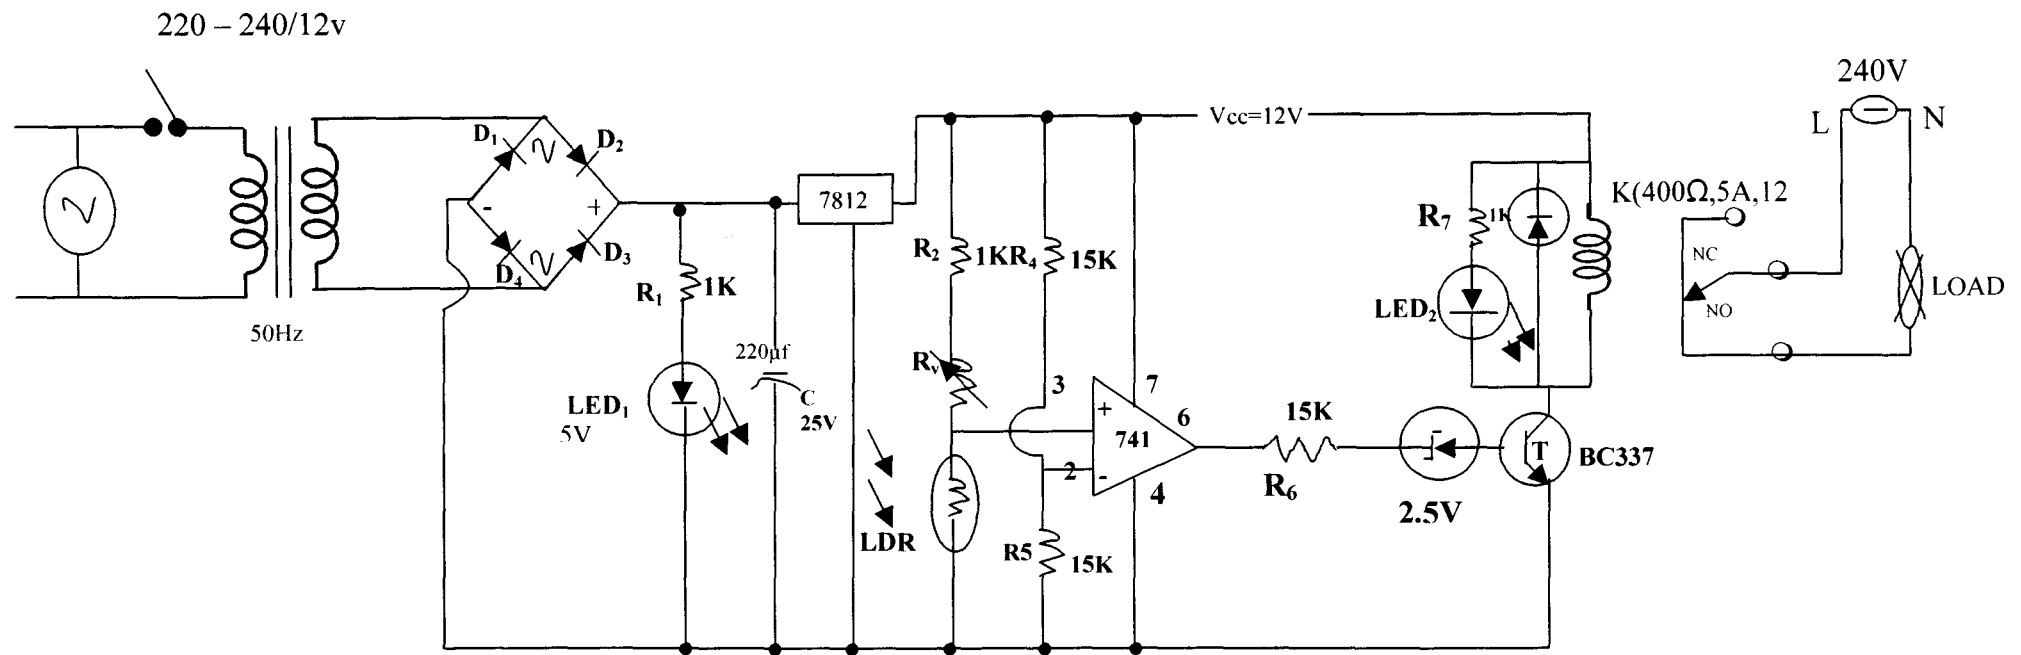 220 – 240/12v
240V
L
N
D₁
D₂
Vcc=12V
7812
K(400Ω,5A,12
-
+
R₇
1K
R₂
1K
R₄
15K
D₄
D₃
R₁
1K
NC
NO
LOAD
LED₂
50Hz
220µf
C
25V
Rᵥ
LED₁
5V
3
7
6
+
741
-
2
4
15K
R₆
2.5V
T
BC337
LDR
R5
15K